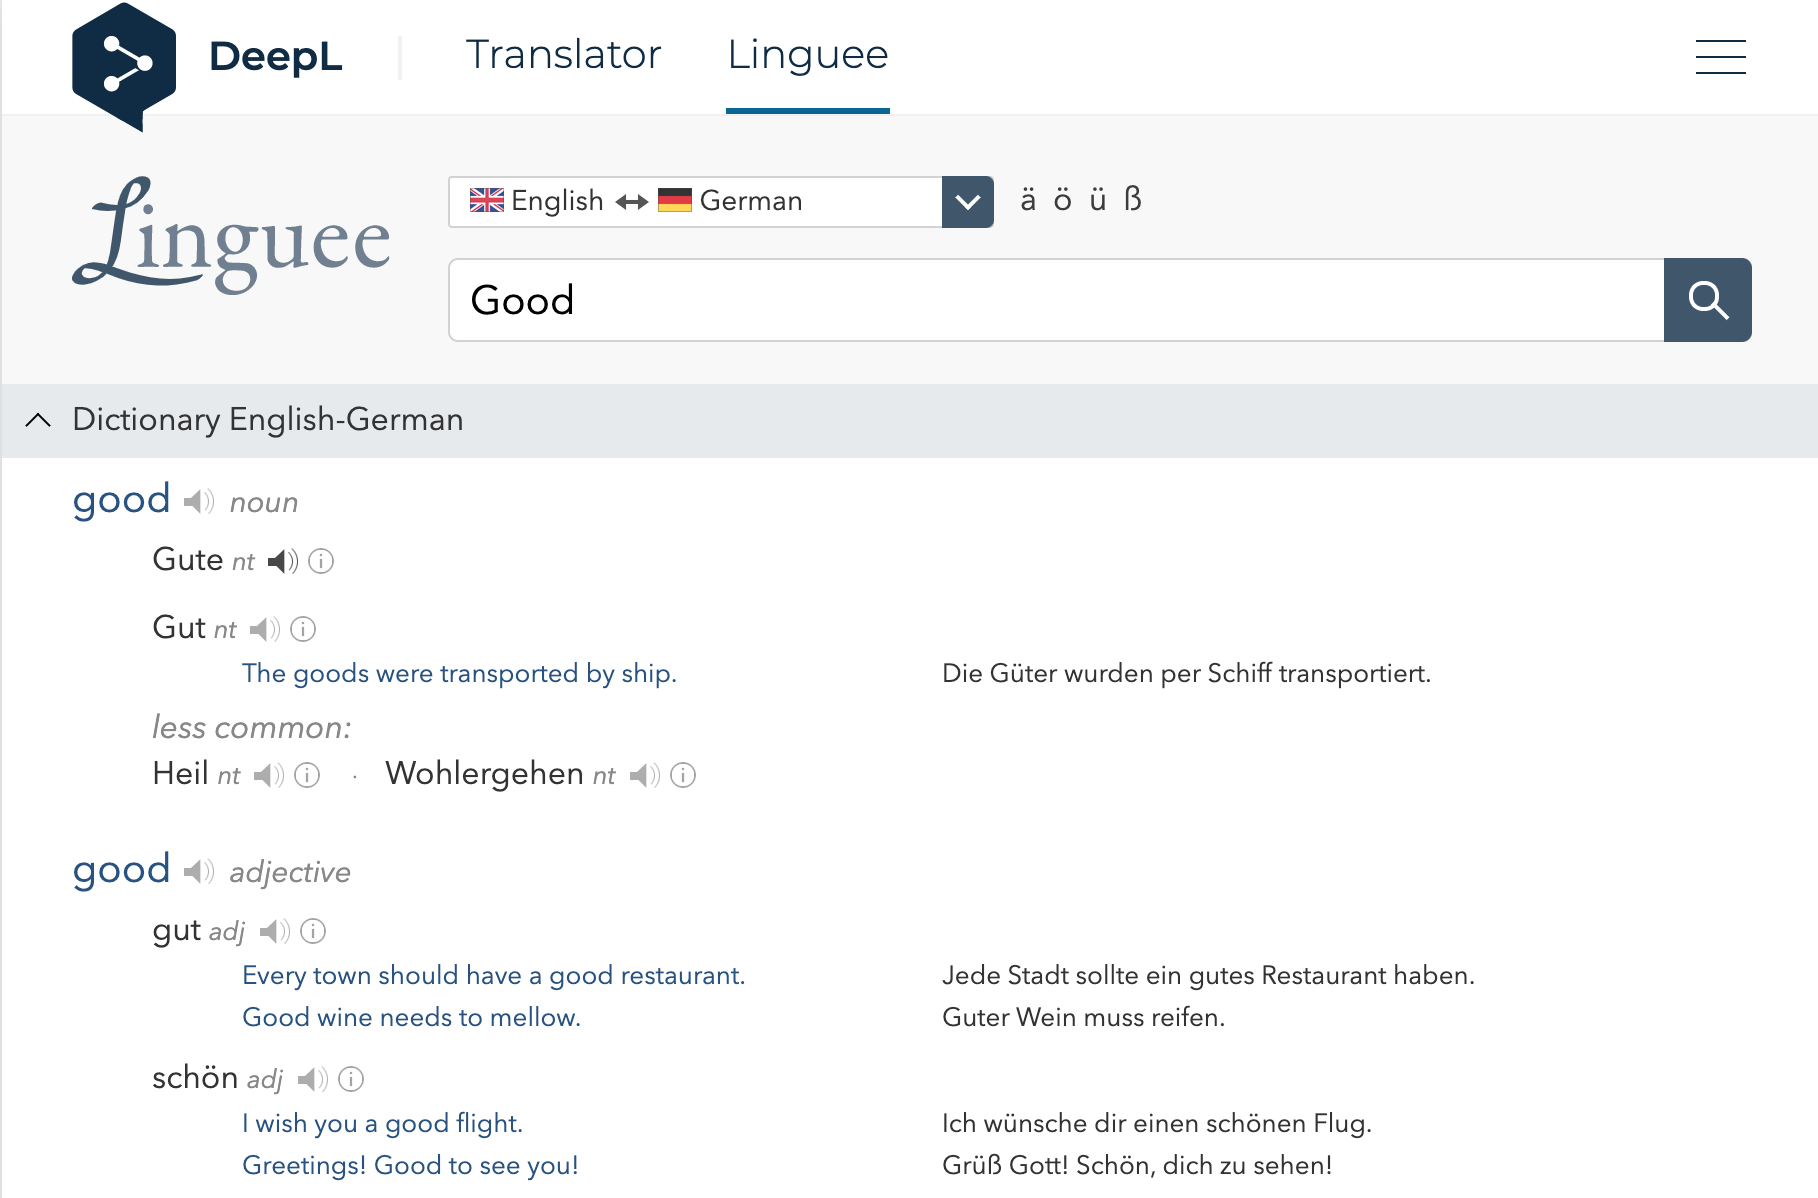 DeepL Translator Linguee
Linguee
English ↔ German ä ö ü ß
Good
Dictionary English-German
good noun
Gute nt
Gut nt
The goods were transported by ship. Die Güter wurden per Schiff transportiert.
less common:
Heil nt · Wohlergehen nt
good adjective
gut adj
Every town should have a good restaurant. Jede Stadt sollte ein gutes Restaurant haben.
Good wine needs to mellow. Guter Wein muss reifen.
schön adj
I wish you a good flight. Ich wünsche dir einen schönen Flug.
Greetings! Good to see you! Grüß Gott! Schön, dich zu sehen!